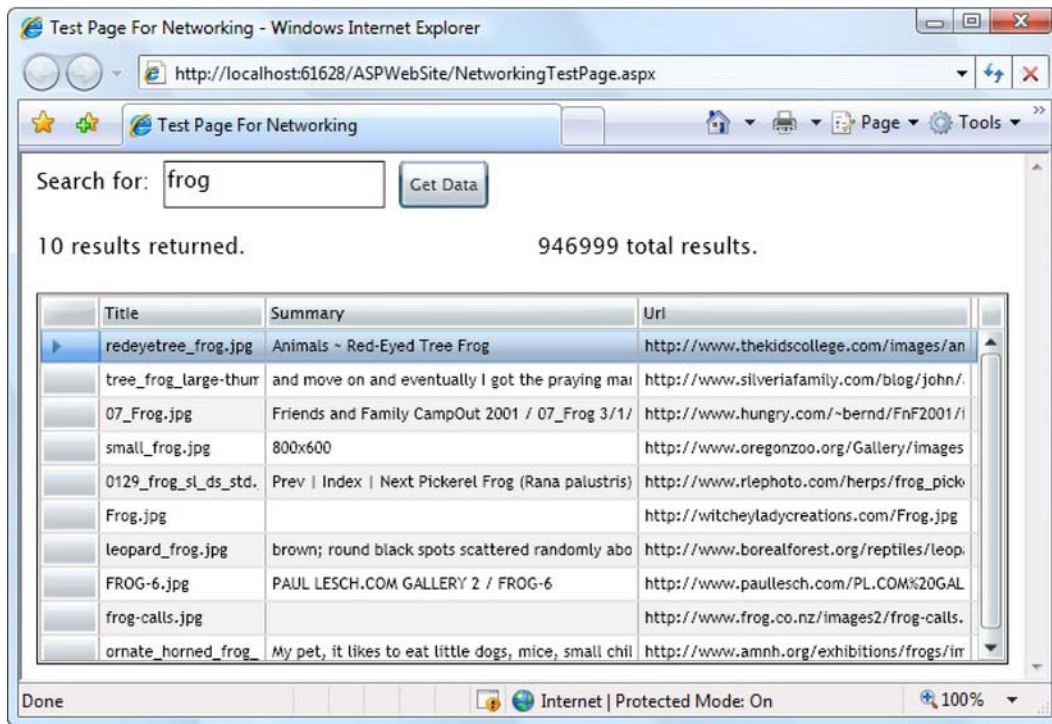 Test Page For Networking - Windows Internet Explorer
http://localhost:61628/ASPWebSite/NetworkingTestPage.aspx
Test Page For Networking
Page
Tools
Search for: frog Get Data
10 results returned. 946999 total results.
Title Summary Url
redeyetree_frog.jpg Animals ~ Red-Eyed Tree Frog http://www.thekidscollege.com/images/an
tree_frog_large-thum and move on and eventually I got the praying mai http://www.silveriafamily.com/blog/john/
07_Frog.jpg Friends and Family CampOut 2001 / 07_Frog 3/1/ http://www.hungry.com/~bernd/FnF2001/i
small_frog.jpg 800x600 http://www.oregonzoo.org/Gallery/images
0129_frog_sl_ds_std. Prev | Index | Next Pickerel Frog (Rana palustris) http://www.rlephoto.com/herps/frog_pick
Frog.jpg http://witcheyladycreations.com/Frog.jpg
leopard_frog.jpg brown; round black spots scattered randomly abo http://www.borealforest.org/reptiles/leop
FROG-6.jpg PAUL LESCH.COM GALLERY 2 / FROG-6 http://www.paullesch.com/PL.COM%20GAL
frog-calls.jpg http://www.frog.co.nz/images2/frog-calls.
ornate_horned_frog_ My pet, it likes to eat little dogs, mice, small chil http://www.amnh.org/exhibitions/frogs/im
Done Internet | Protected Mode: On 100%